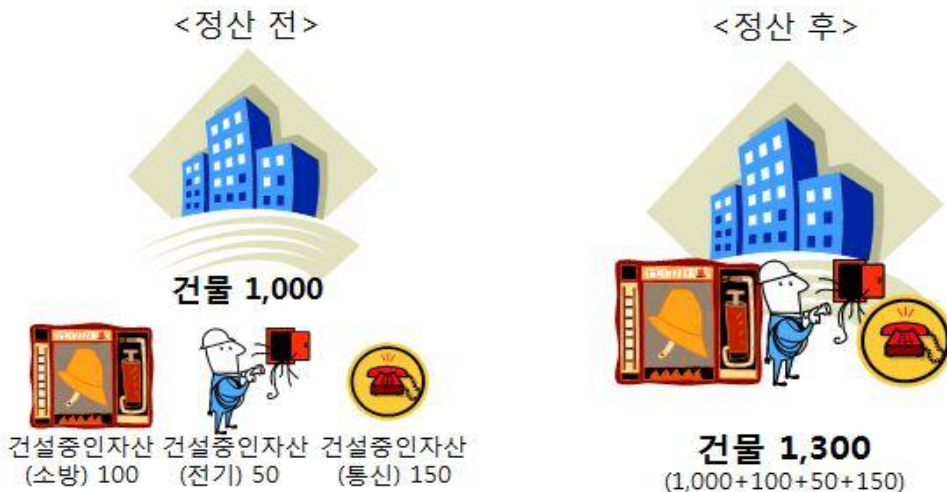 <정산 전>
건물 1,000
건설중인자산
(소방) 100
건설중인자산
(전기) 50
건설중인자산
(통신) 150
<정산 후>
건물 1,300
(1,000+100+50+150)